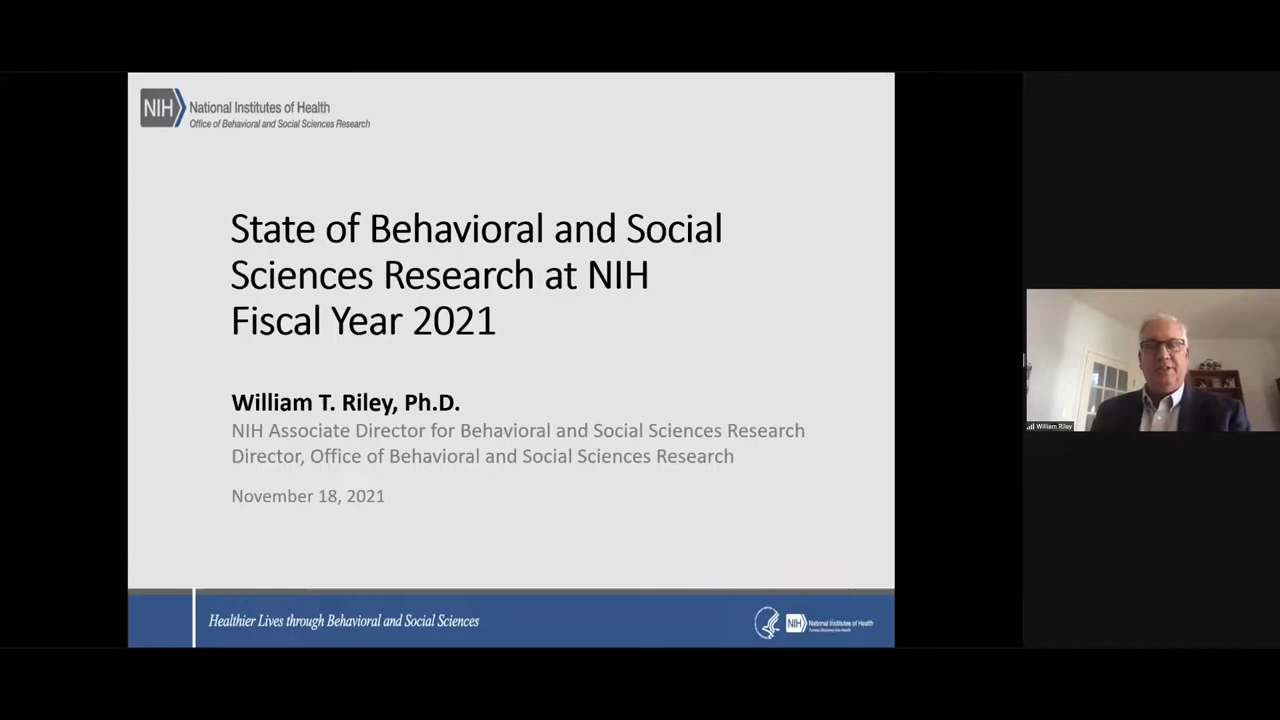 NIH National Institutes of Health
Office of Behavioral and Social Sciences Research
State of Behavioral and Social
Sciences Research at NIH
Fiscal Year 2021
William T. Riley, Ph.D.
NIH Associate Director for Behavioral and Social Sciences Research
Director, Office of Behavioral and Social Sciences Research
November 18, 2021
William Riley
Healthier Lives through Behavioral and Social Sciences
NIH National Institutes of Health
Turning Discovery Into Health